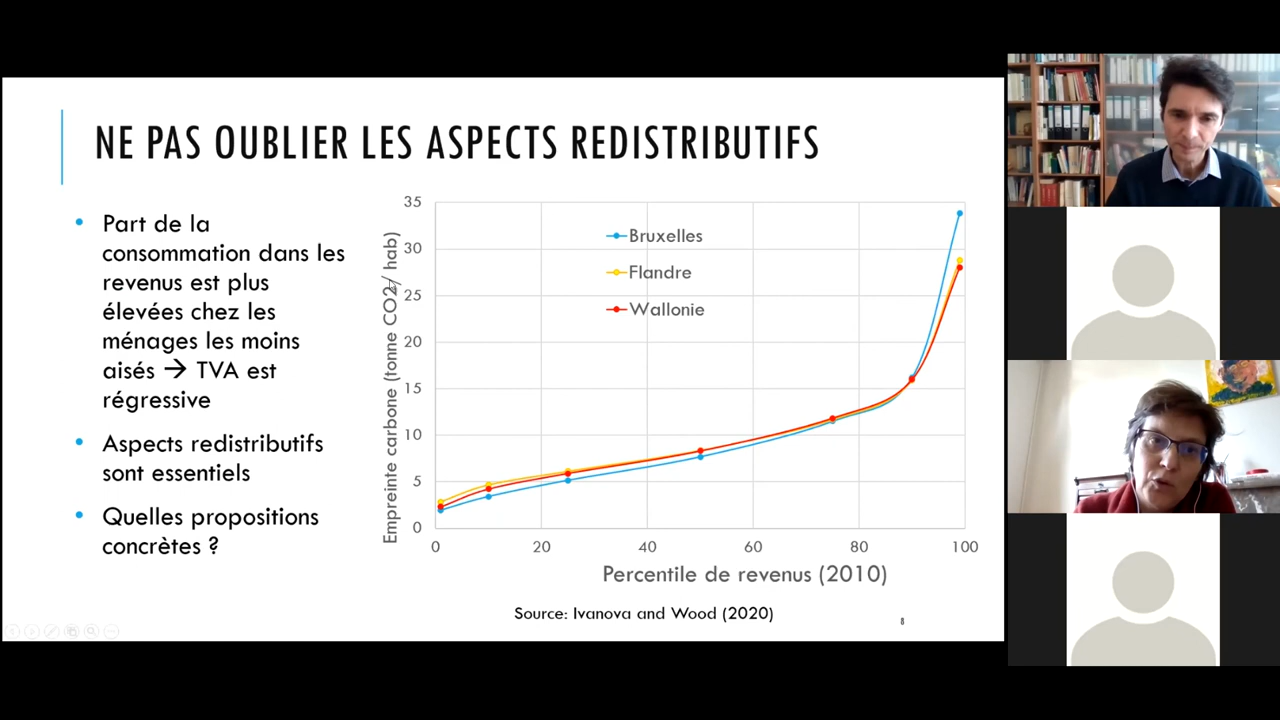 NE PAS OUBLIER LES ASPECTS REDISTRIBUTIFS
• Part de la
consommation dans les
revenus est plus
élevées chez les
ménages les moins
aisés → TVA est
régressive
• Aspects redistributifs
sont essentiels
• Quelles propositions
concrètes ?
Empreinte carbone (tonne CO2/ hab)
35
30
25
20
15
10
5
0
Bruxelles
Flandre
Wallonie
0 20 40 60 80 100
Percentile de revenus (2010)
Source: Ivanova and Wood (2020)
8